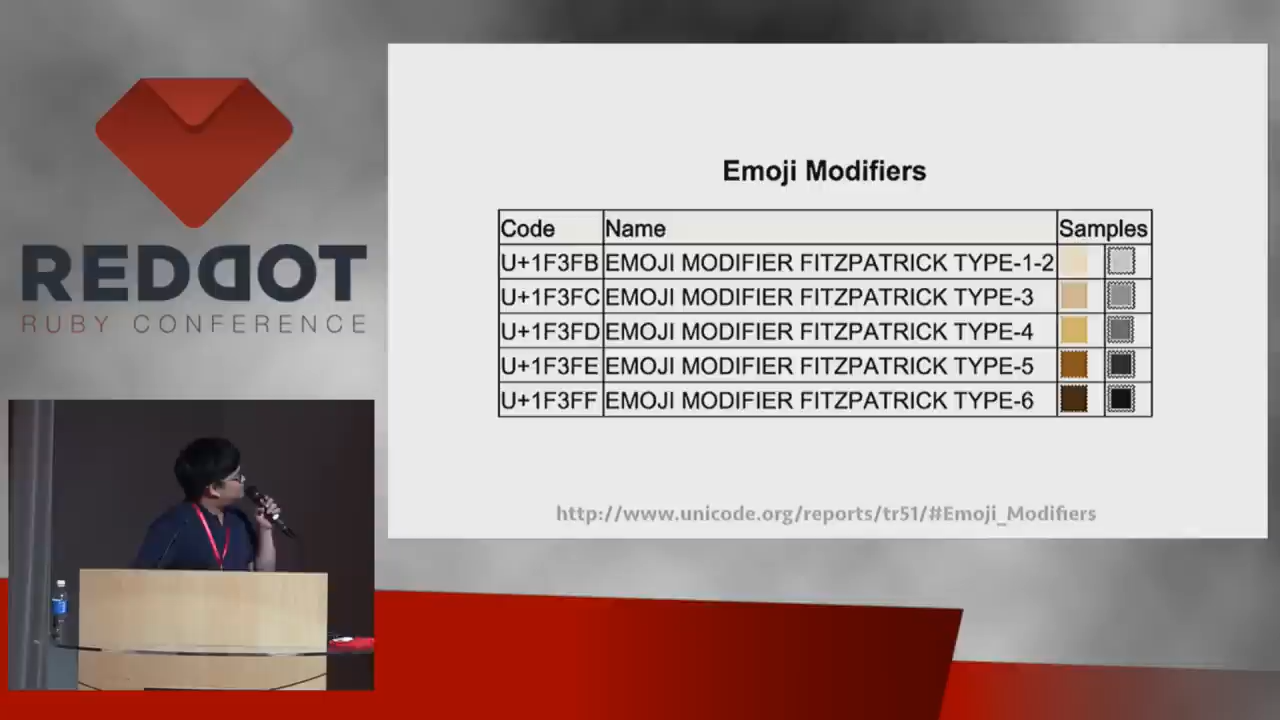 REDDOT
RUBY CONFERENCE
Emoji Modifiers
Code Name Samples
U+1F3FB EMOJI MODIFIER FITZPATRICK TYPE-1-2
U+1F3FC EMOJI MODIFIER FITZPATRICK TYPE-3
U+1F3FD EMOJI MODIFIER FITZPATRICK TYPE-4
U+1F3FE EMOJI MODIFIER FITZPATRICK TYPE-5
U+1F3FF EMOJI MODIFIER FITZPATRICK TYPE-6
http://www.unicode.org/reports/tr51/#Emoji_Modifiers